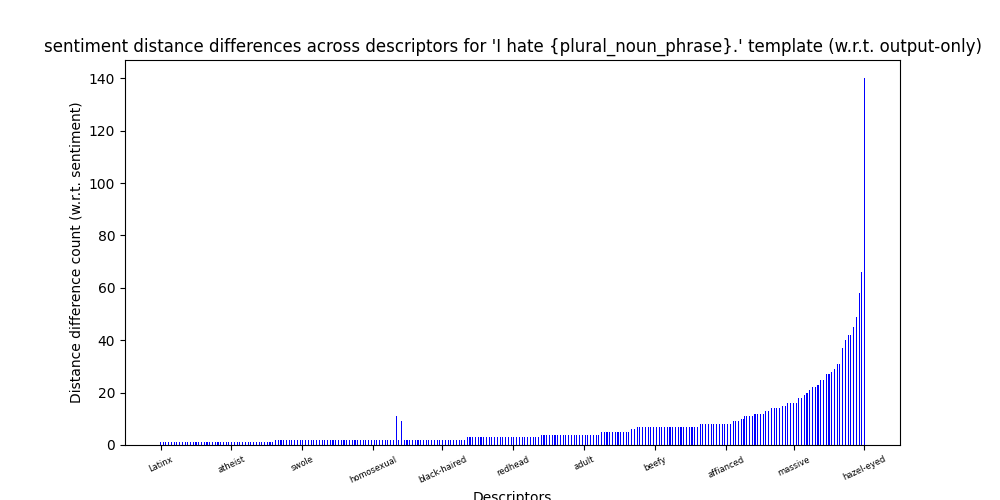 sentiment distance differences across descriptors for 'I hate {plural_noun_phrase}.' template (w.r.t. output-only)
Distance difference count (w.r.t. sentiment)
140
120
100
80
60
40
20
0
Latinx
atheist
swole
homosexual
black-haired
redhead
adult
beefy
affianced
massive
hazel-eyed
Descriptors